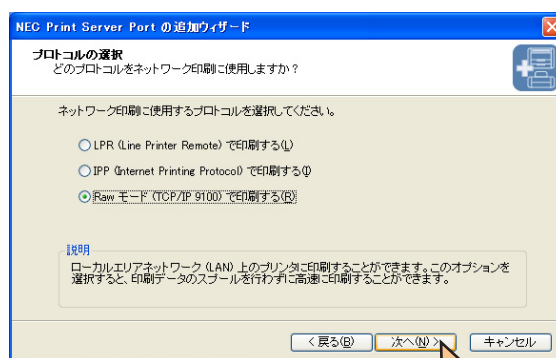 NEC Print Server Port の追加ウィザード
プロトコルの選択
どのプロトコルをネットワーク印刷に使用しますか？
ネットワーク印刷に使用するプロトコルを選択してください。
LPR (Line Printer Remote) で印刷する(L)
IPP (Internet Printing Protocol) で印刷する(I)
Raw モード (TCP/IP 9100) で印刷する(R)
説明
ローカルエリアネットワーク (LAN) 上のプリンタに印刷することができます。このオプションを
選択すると、印刷データのスプールを行わずに高速に印刷することができます。
< 戻る(B)
次へ(N) >
キャンセル